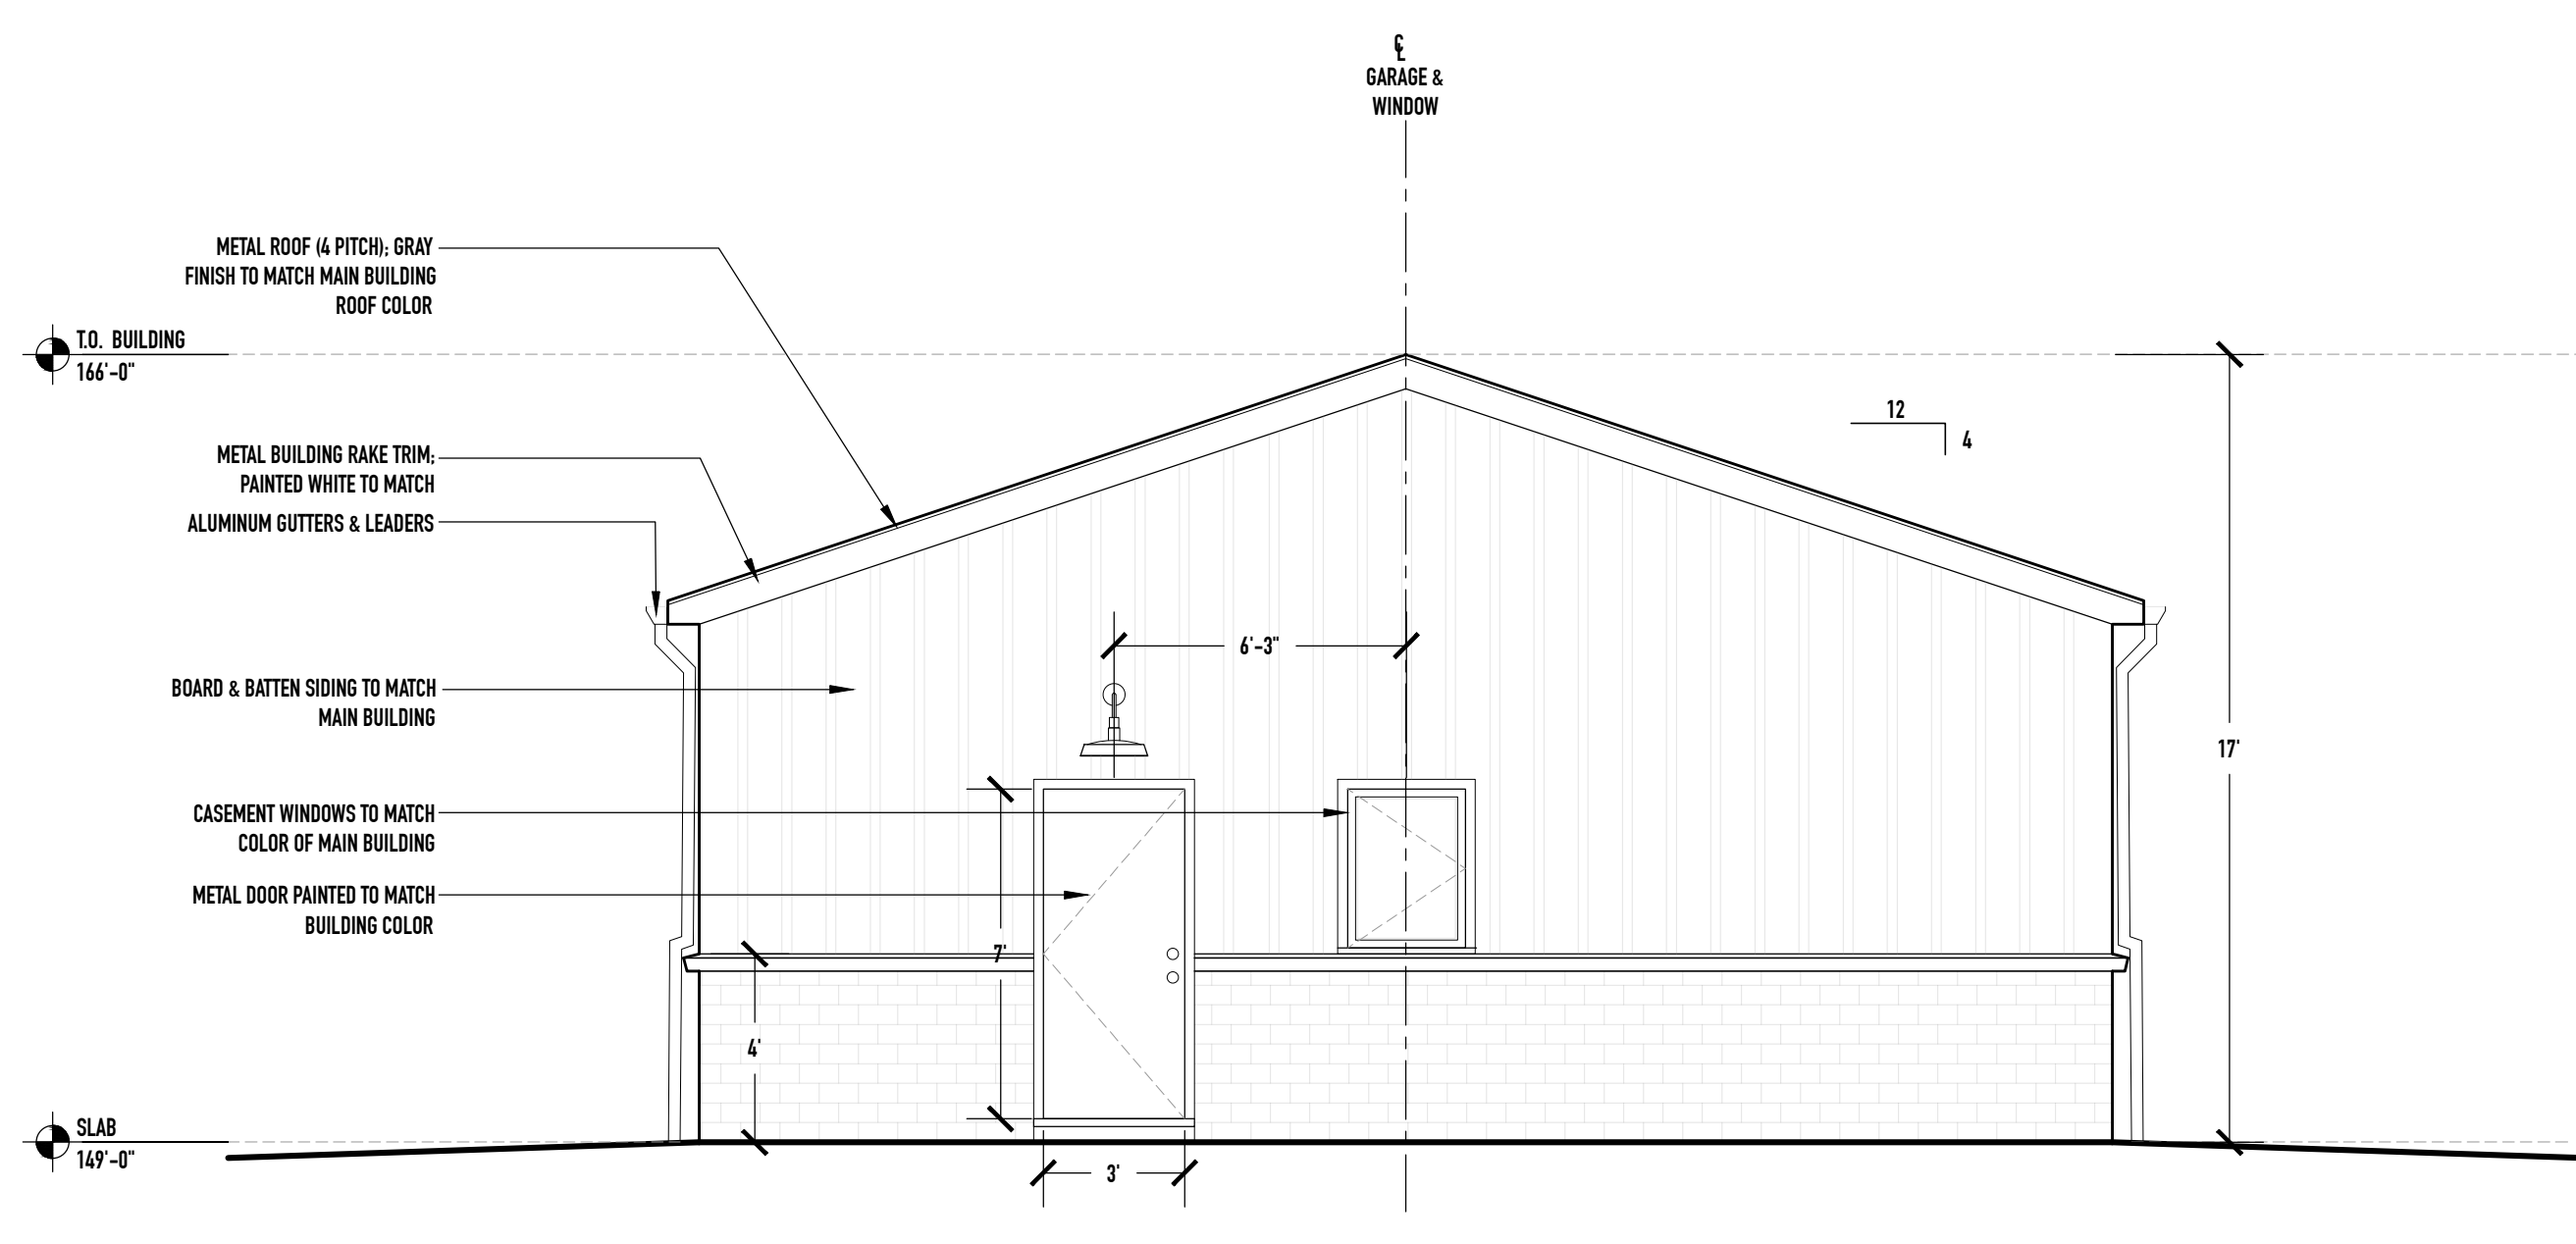 ℄
GARAGE &
WINDOW
METAL ROOF (4 PITCH); GRAY
FINISH TO MATCH MAIN BUILDING
ROOF COLOR
T.O. BUILDING
166'-0"
12
4
METAL BUILDING RAKE TRIM;
PAINTED WHITE TO MATCH
ALUMINUM GUTTERS & LEADERS
6'-3"
BOARD & BATTEN SIDING TO MATCH
MAIN BUILDING
17'
CASEMENT WINDOWS TO MATCH
COLOR OF MAIN BUILDING
METAL DOOR PAINTED TO MATCH
BUILDING COLOR
7'
4'
SLAB
149'-0"
3'